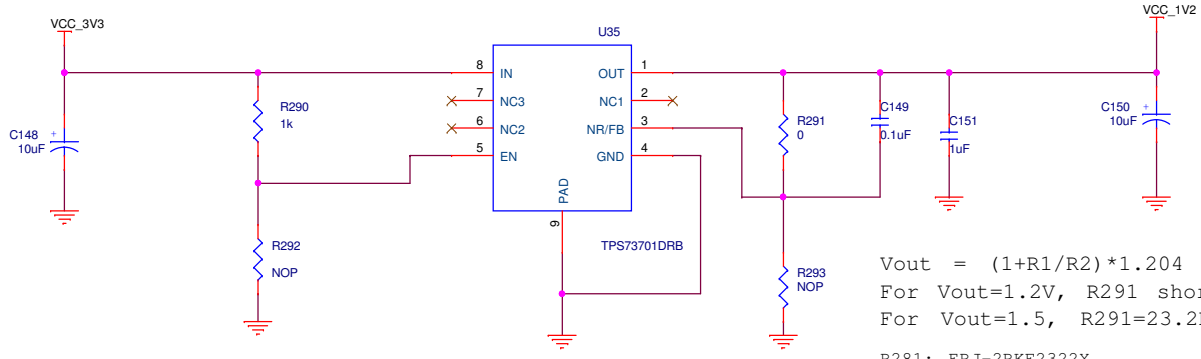 VCC_3V3
VCC_1V2
U35
8 IN
OUT 1
7 NC3
NC1 2
6 NC2
NR/FB 3
5 EN
GND 4
PAD
9
TPS73701DRB
R290
1k
C148
+
10uF
R292
NOP
R291
0
C149
0.1uF
C151
1uF
C150
+
10uF
R293
NOP
Vout = (1+R1/R2)*1.204
For Vout=1.2V, R291 shor
For Vout=1.5, R291=23.2